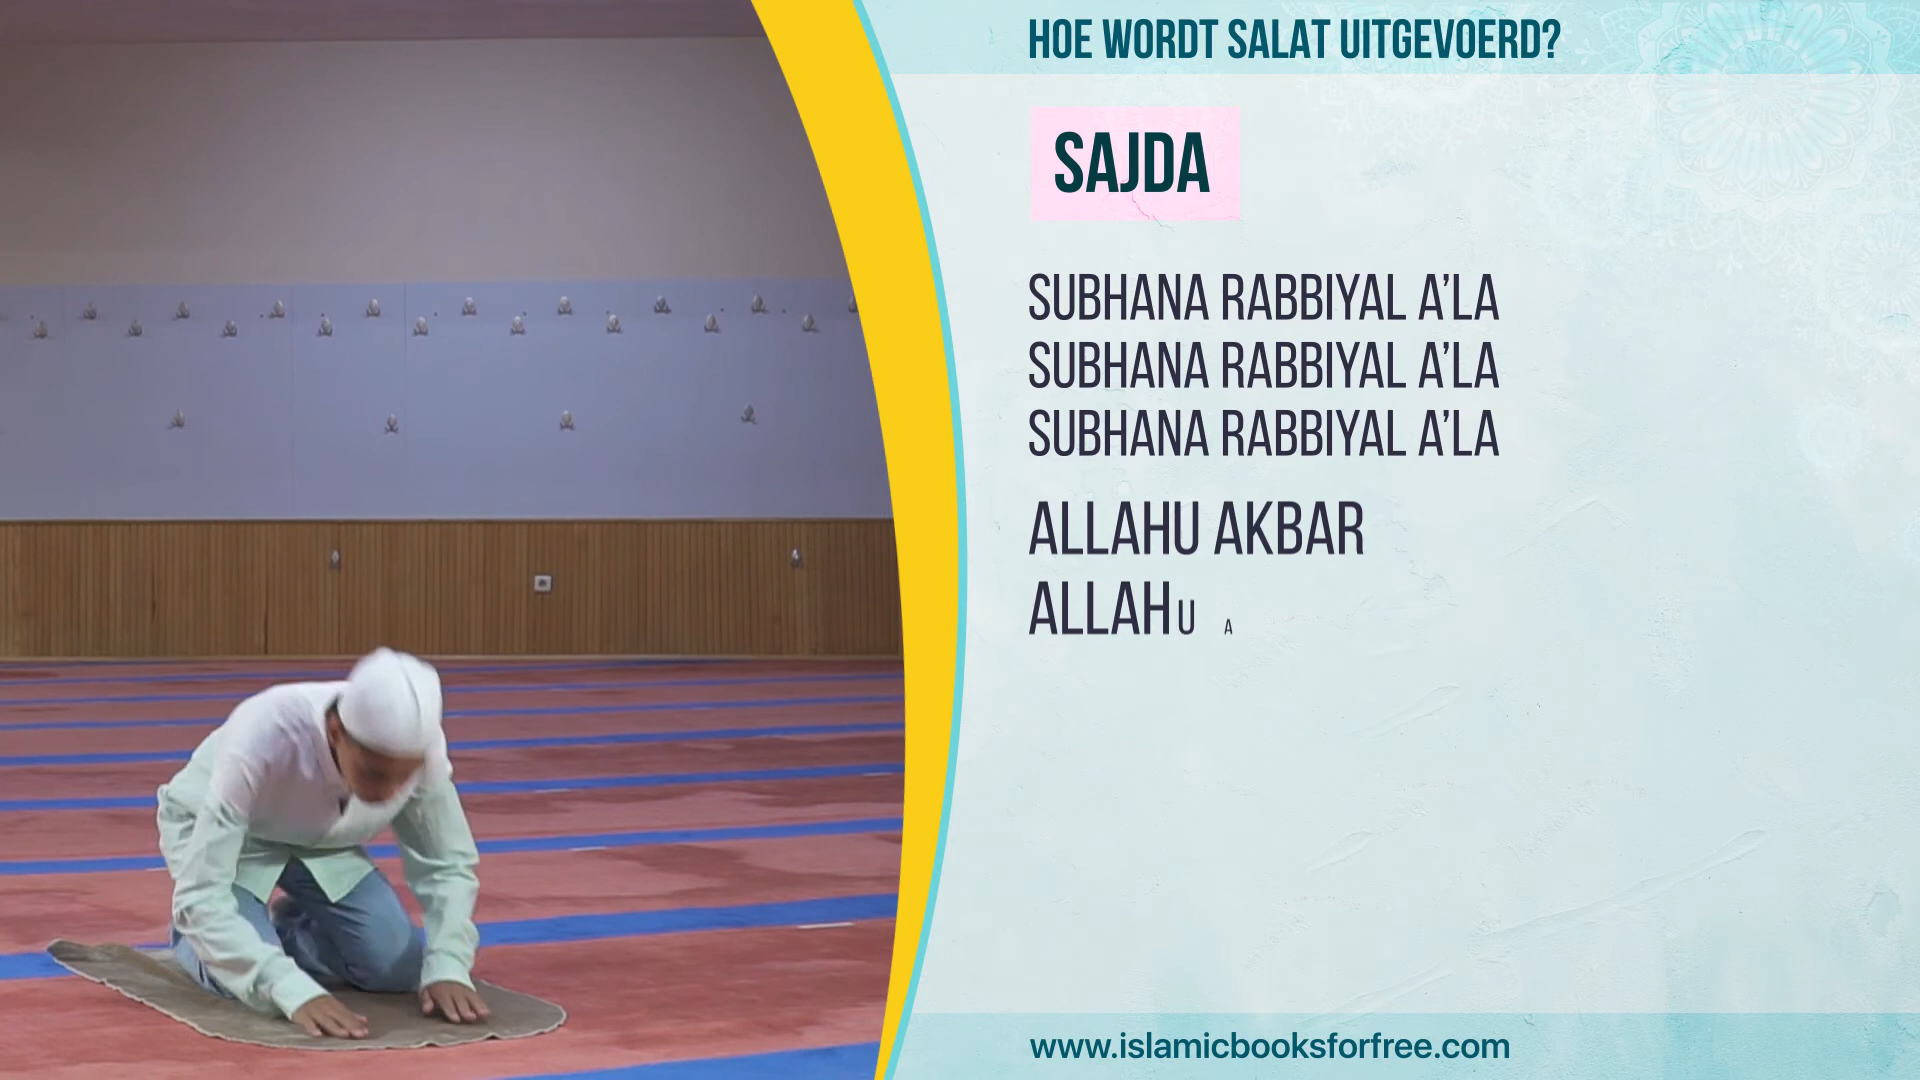 HOE WORDT SALAT UITGEVOERD?
SAJDA
SUBHANA RABBIYAL A'LA
SUBHANA RABBIYAL A'LA
SUBHANA RABBIYAL A'LA
ALLAHU AKBAR
ALLAHU A
www.islamicbooksforfree.com